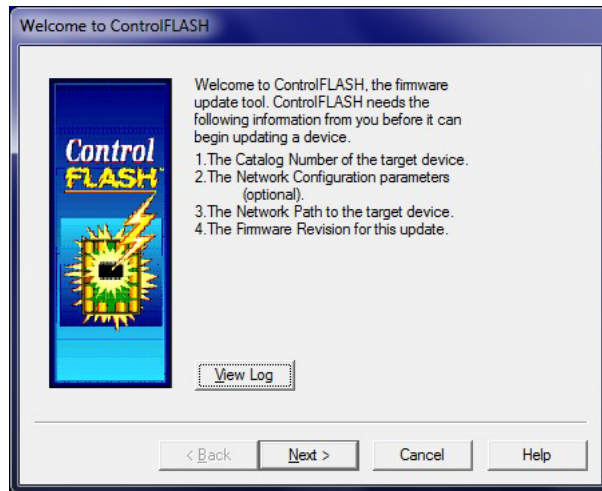 Welcome to ControlFLASH
Control
FLASH
Welcome to ControlFLASH, the firmware
update tool. ControlFLASH needs the
following information from you before it can
begin updating a device.
1.The Catalog Number of the target device.
2.The Network Configuration parameters
(optional).
3.The Network Path to the target device.
4.The Firmware Revision for this update.
View Log
< Back
Next >
Cancel
Help